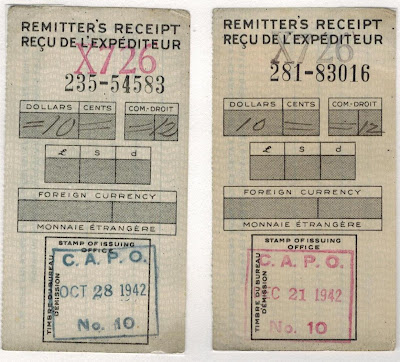 REMITTER'S RECEIPT
REÇU DE L'EXPÉDITEUR
X726
235-54583
DOLLARS CENTS COM-DROIT
=10 = =12
£ S d
FOREIGN CURRENCY
MONNAIE ÉTRANGÈRE
STAMP OF ISSUING
OFFICE
TIMBRE DU BUREAU
D'ÉMISSION
C. A. P. O.
OCT 28 1942
No. 10.
REMITTER'S RECEIPT
REÇU DE L'EXPÉDITEUR
X726
281-83016
DOLLARS CENTS COM-DROIT
10 = =12
£ S d
FOREIGN CURRENCY
MONNAIE ÉTRANGÈRE
STAMP OF ISSUING
OFFICE
TIMBRE DU BUREAU
D'ÉMISSION
C. A. P. O.
EC 21 1942
No. 10